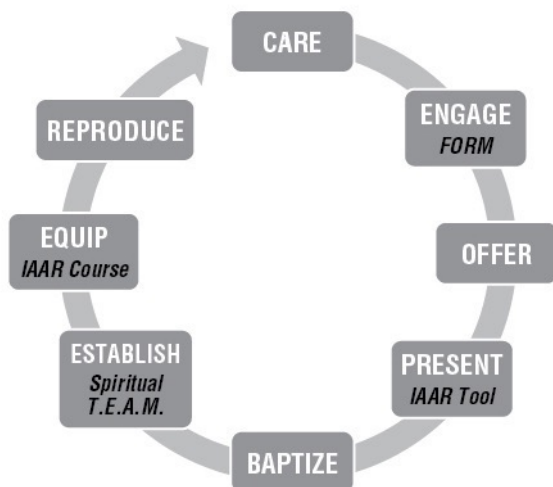 CARE
ENGAGE
FORM
OFFER
PRESENT
IAAR Tool
BAPTIZE
ESTABLISH
Spiritual
T.E.A.M.
EQUIP
IAAR Course
REPRODUCE